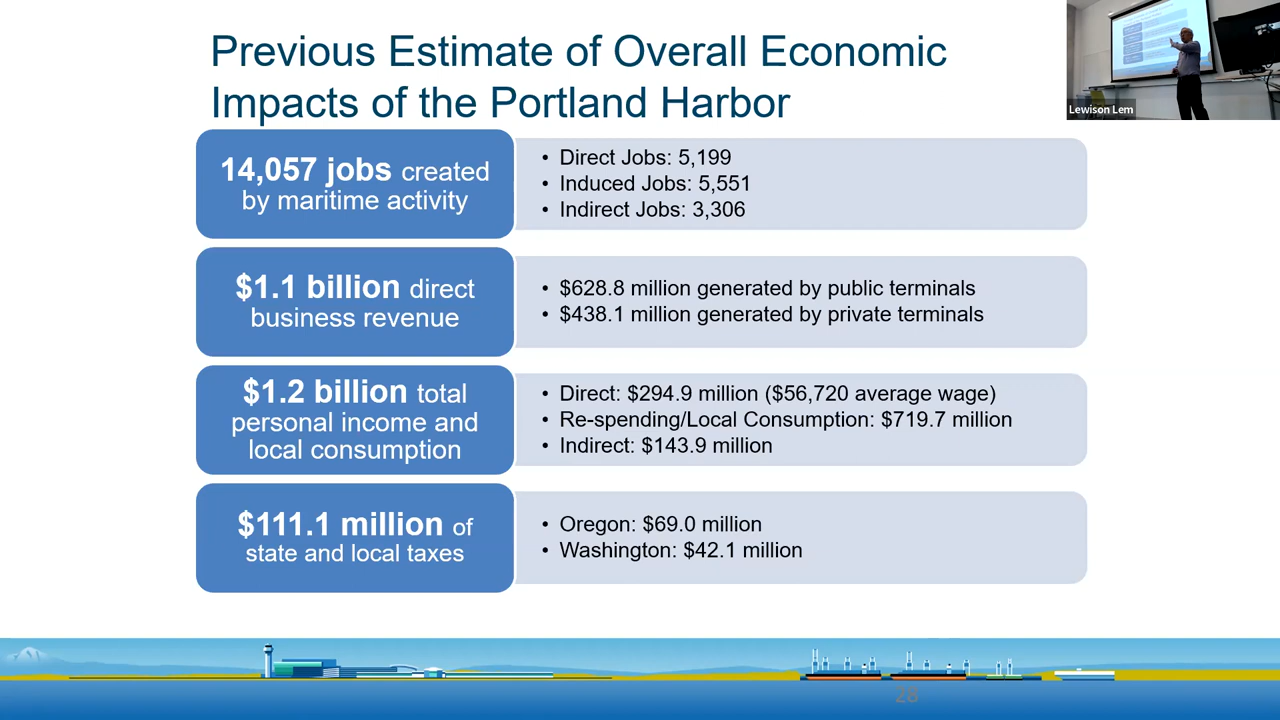 Previous Estimate of Overall Economic
Impacts of the Portland Harbor
Lewison Lem
14,057 jobs created
by maritime activity
• Direct Jobs: 5,199
• Induced Jobs: 5,551
• Indirect Jobs: 3,306
$1.1 billion direct
business revenue
• $628.8 million generated by public terminals
• $438.1 million generated by private terminals
$1.2 billion total
personal income and
local consumption
• Direct: $294.9 million ($56,720 average wage)
• Re-spending/Local Consumption: $719.7 million
• Indirect: $143.9 million
$111.1 million of
state and local taxes
• Oregon: $69.0 million
• Washington: $42.1 million
28